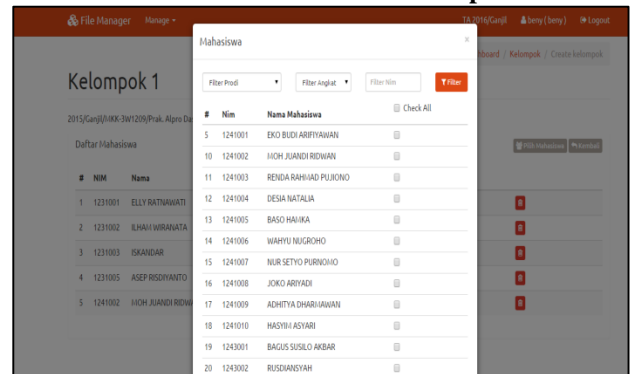 File Manager Manage
TA 2016/Ganjil beny ( beny ) Logout
hboard / Kelompok / Create kelompok
Kelompok 1
2015/Ganjil/MKK-3W1209/Prak. Alpro Da
Daftar Mahasiswa
Pilih Mahasiswa Kembali
# NIM Nama
1 1231001 ELLY RATNAWATI
2 1231002 ILHAM WIRANATA
3 1231003 ISKANDAR
4 1231005 ASEP RISDIYANTO
5 1241002 MOH JUANDI RIDWA
Mahasiswa x
Filter Prodi Filter Angkat Filter Nim Filter
# Nim Nama Mahasiswa Check All
5 1241001 EKO BUDI ARIFIYAWAN
10 1241002 MOH JUANDI RIDWAN
11 1241003 RENDA RAHMAD PUJIONO
12 1241004 DESIA NATALIA
13 1241005 BASO HAMKA
14 1241006 WAHYU NUGROHO
15 1241007 NUR SETYO PURNOMO
16 1241008 JOKO ARIYADI
17 1241009 ADHITYA DHARMAWAN
18 1241010 HASYIM ASYARI
19 1243001 BAGUS SUSILO AKBAR
20 1243002 RUSDIANSYAH